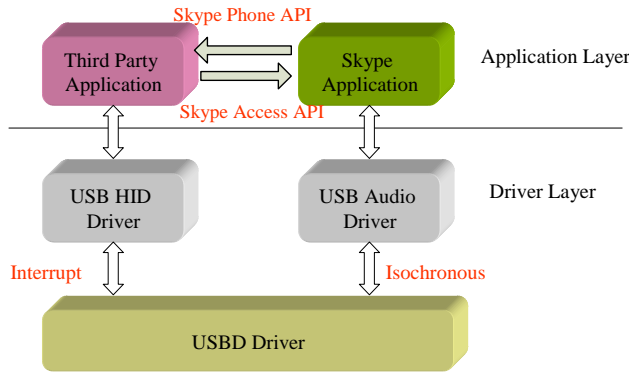 Skype Phone API
Third Party
Application
Skype
Application
Application Layer
Skype Access API
USB HID
Driver
USB Audio
Driver
Driver Layer
Interrupt
Isochronous
USBD Driver